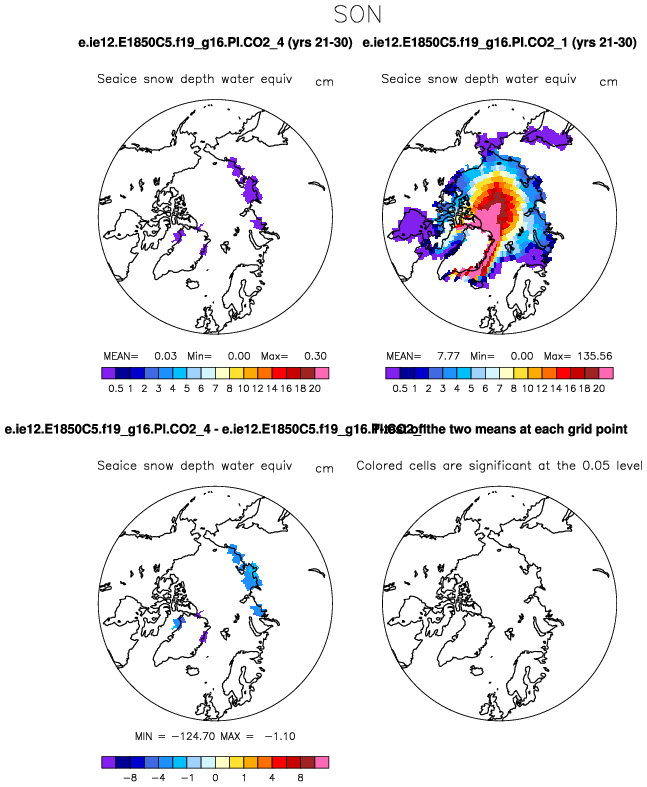 SON
e.ie12.E1850C5.f19_g16.PI.CO2_4 (yrs 21-30)
e.ie12.E1850C5.f19_g16.PI.CO2_1 (yrs 21-30)
Seaice snow depth water equiv cm
Seaice snow depth water equiv cm
MEAN= 0.03 Min= 0.00 Max= 0.30
MEAN= 7.77 Min= 0.00 Max= 135.56
0.5 1 2 3 4 5 6 7 8 10 12 14 16 18 20
0.5 1 2 3 4 5 6 7 8 10 12 14 16 18 20
e.ie12.E1850C5.f19_g16.PI.CO2_4 - e.ie12.E1850C5.f19_g16.PI.CO2_1
of the two means at each grid point
Seaice snow depth water equiv cm
Colored cells are significant at the 0.05 level
MIN = −124.70 MAX = −1.10
−8 −4 −1 0 1 4 8